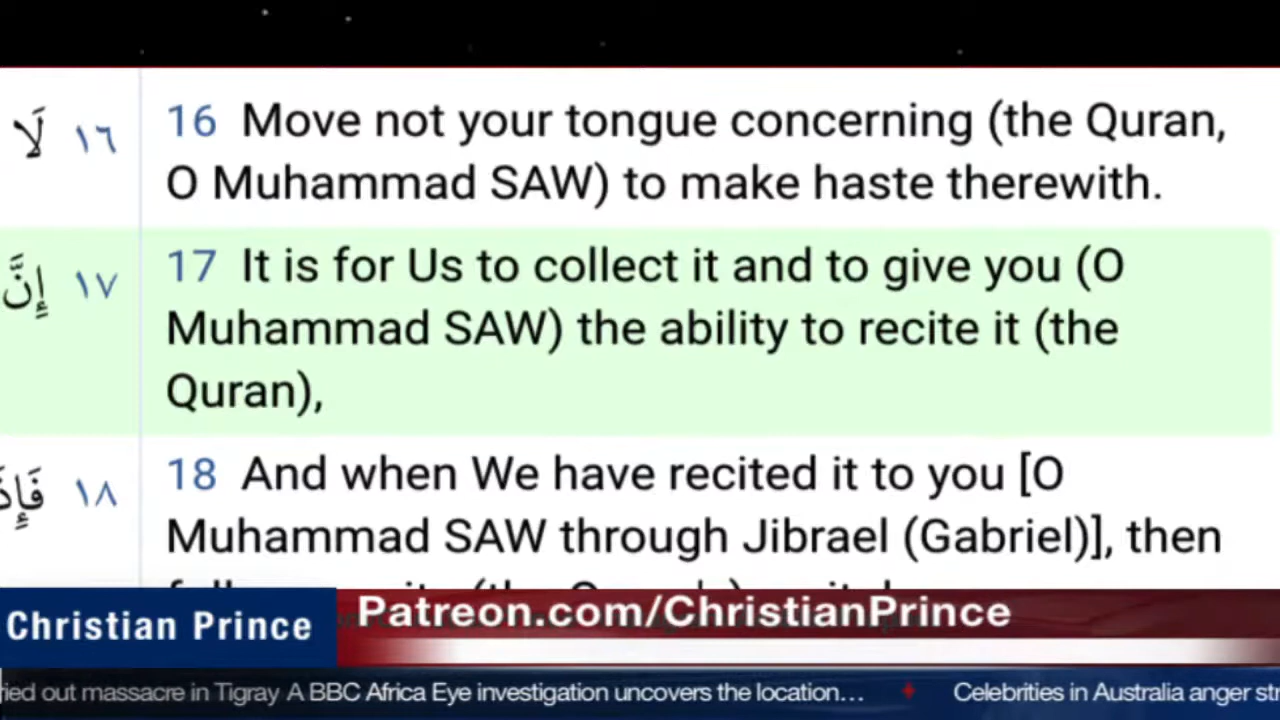 لَا ١٦ 16 Move not your tongue concerning (the Quran,
O Muhammad SAW) to make haste therewith.
إِنَّ ١٧ 17 It is for Us to collect it and to give you (O
Muhammad SAW) the ability to recite it (the
Quran),
١٨ 18 And when We have recited it to you [O
Muhammad SAW through Jibrael (Gabriel)], then
Christian Prince
Patreon.com/ChristianPrince
ried out massacre in Tigray A BBC Africa Eye investigation uncovers the location... Celebrities in Australia anger str